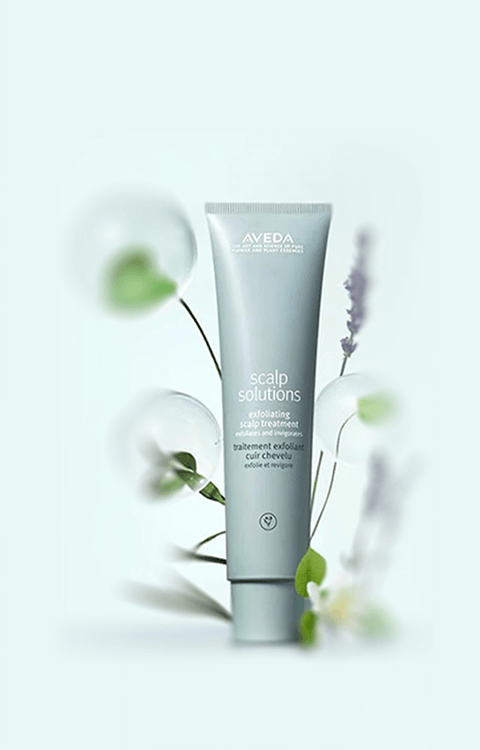 AVEDA
THE ART AND SCIENCE OF PURE
FLOWER AND PLANT ESSENCES
scalp
solutions
exfoliating
scalp treatment
exfoliates and invigorates
traitement exfoliant
cuir chevelu
exfolie et revigore